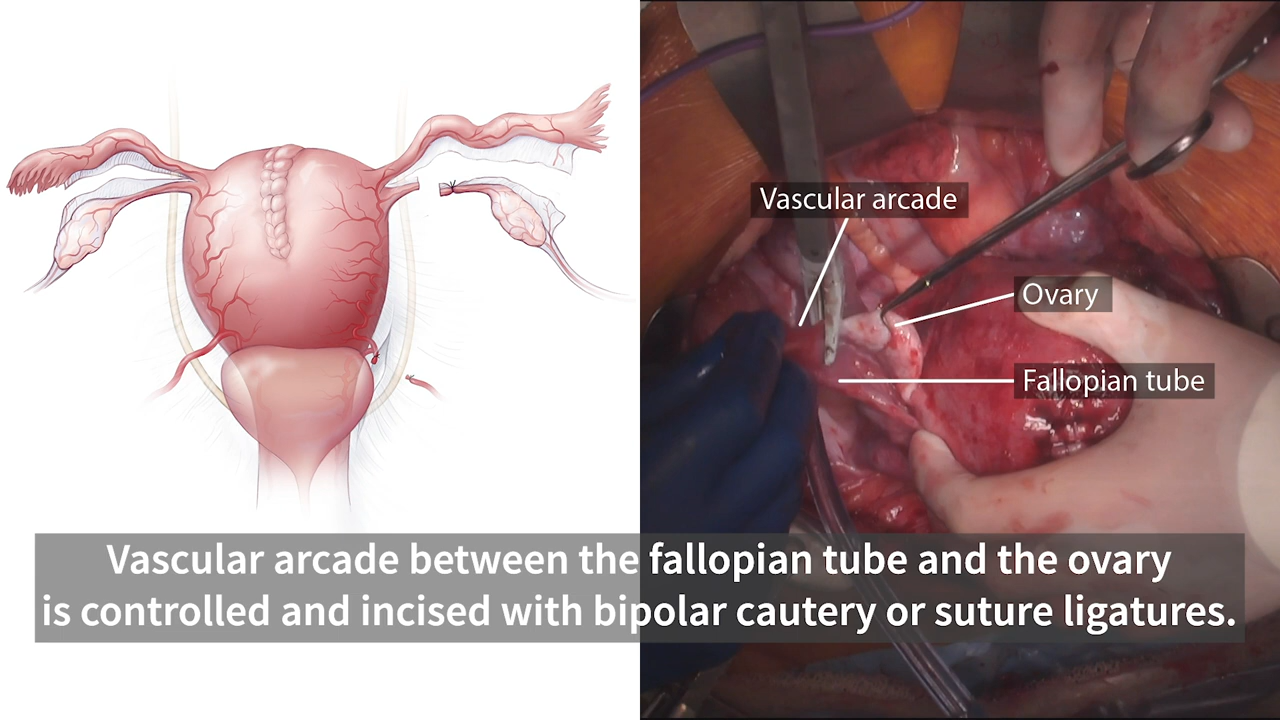 Vascular arcade
Ovary
Fallopian tube
Vascular arcade between the fallopian tube and the ovary
is controlled and incised with bipolar cautery or suture ligatures.